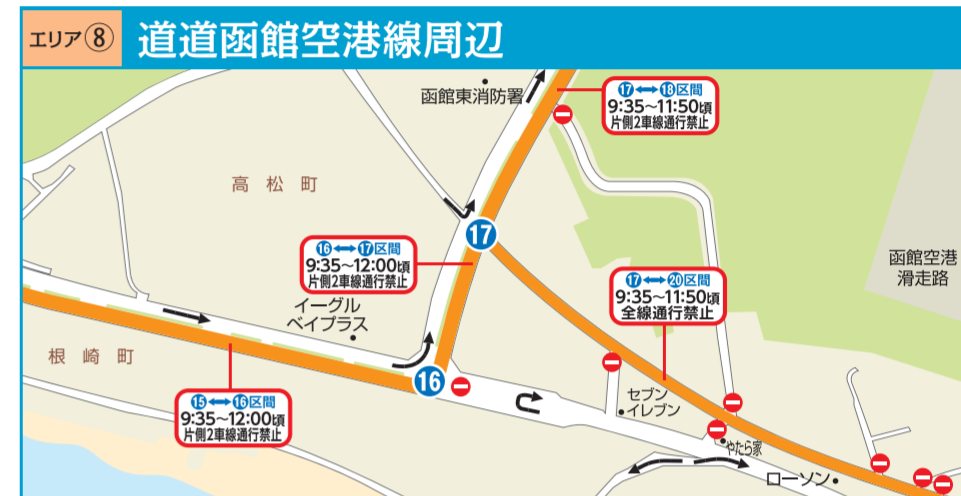 エリア⑧ 道道函館空港線周辺
函館東消防署
⑰⟷⑱区間
9:35～11:50頃
片側2車線通行禁止
高松町
⑰
⑯⟷⑰区間
9:35～12:00頃
片側2車線通行禁止
函館空港
滑走路
⑰⟷⑳区間
9:35～11:50頃
全線通行禁止
イーグル
ベイプラス
根崎町
⑯
⑮⟷⑯区間
9:35～12:00頃
片側2車線通行禁止
セブン
イレブン
やたら家
ローソン